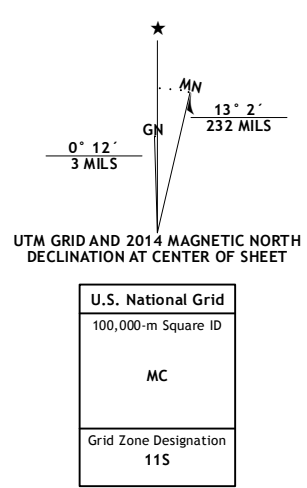 ★
MN
GN
13° 2´
232 MILS
0° 12´
3 MILS
UTM GRID AND 2014 MAGNETIC NORTH
DECLINATION AT CENTER OF SHEET
U.S. National Grid
100,000-m Square ID
MC
Grid Zone Designation
11S